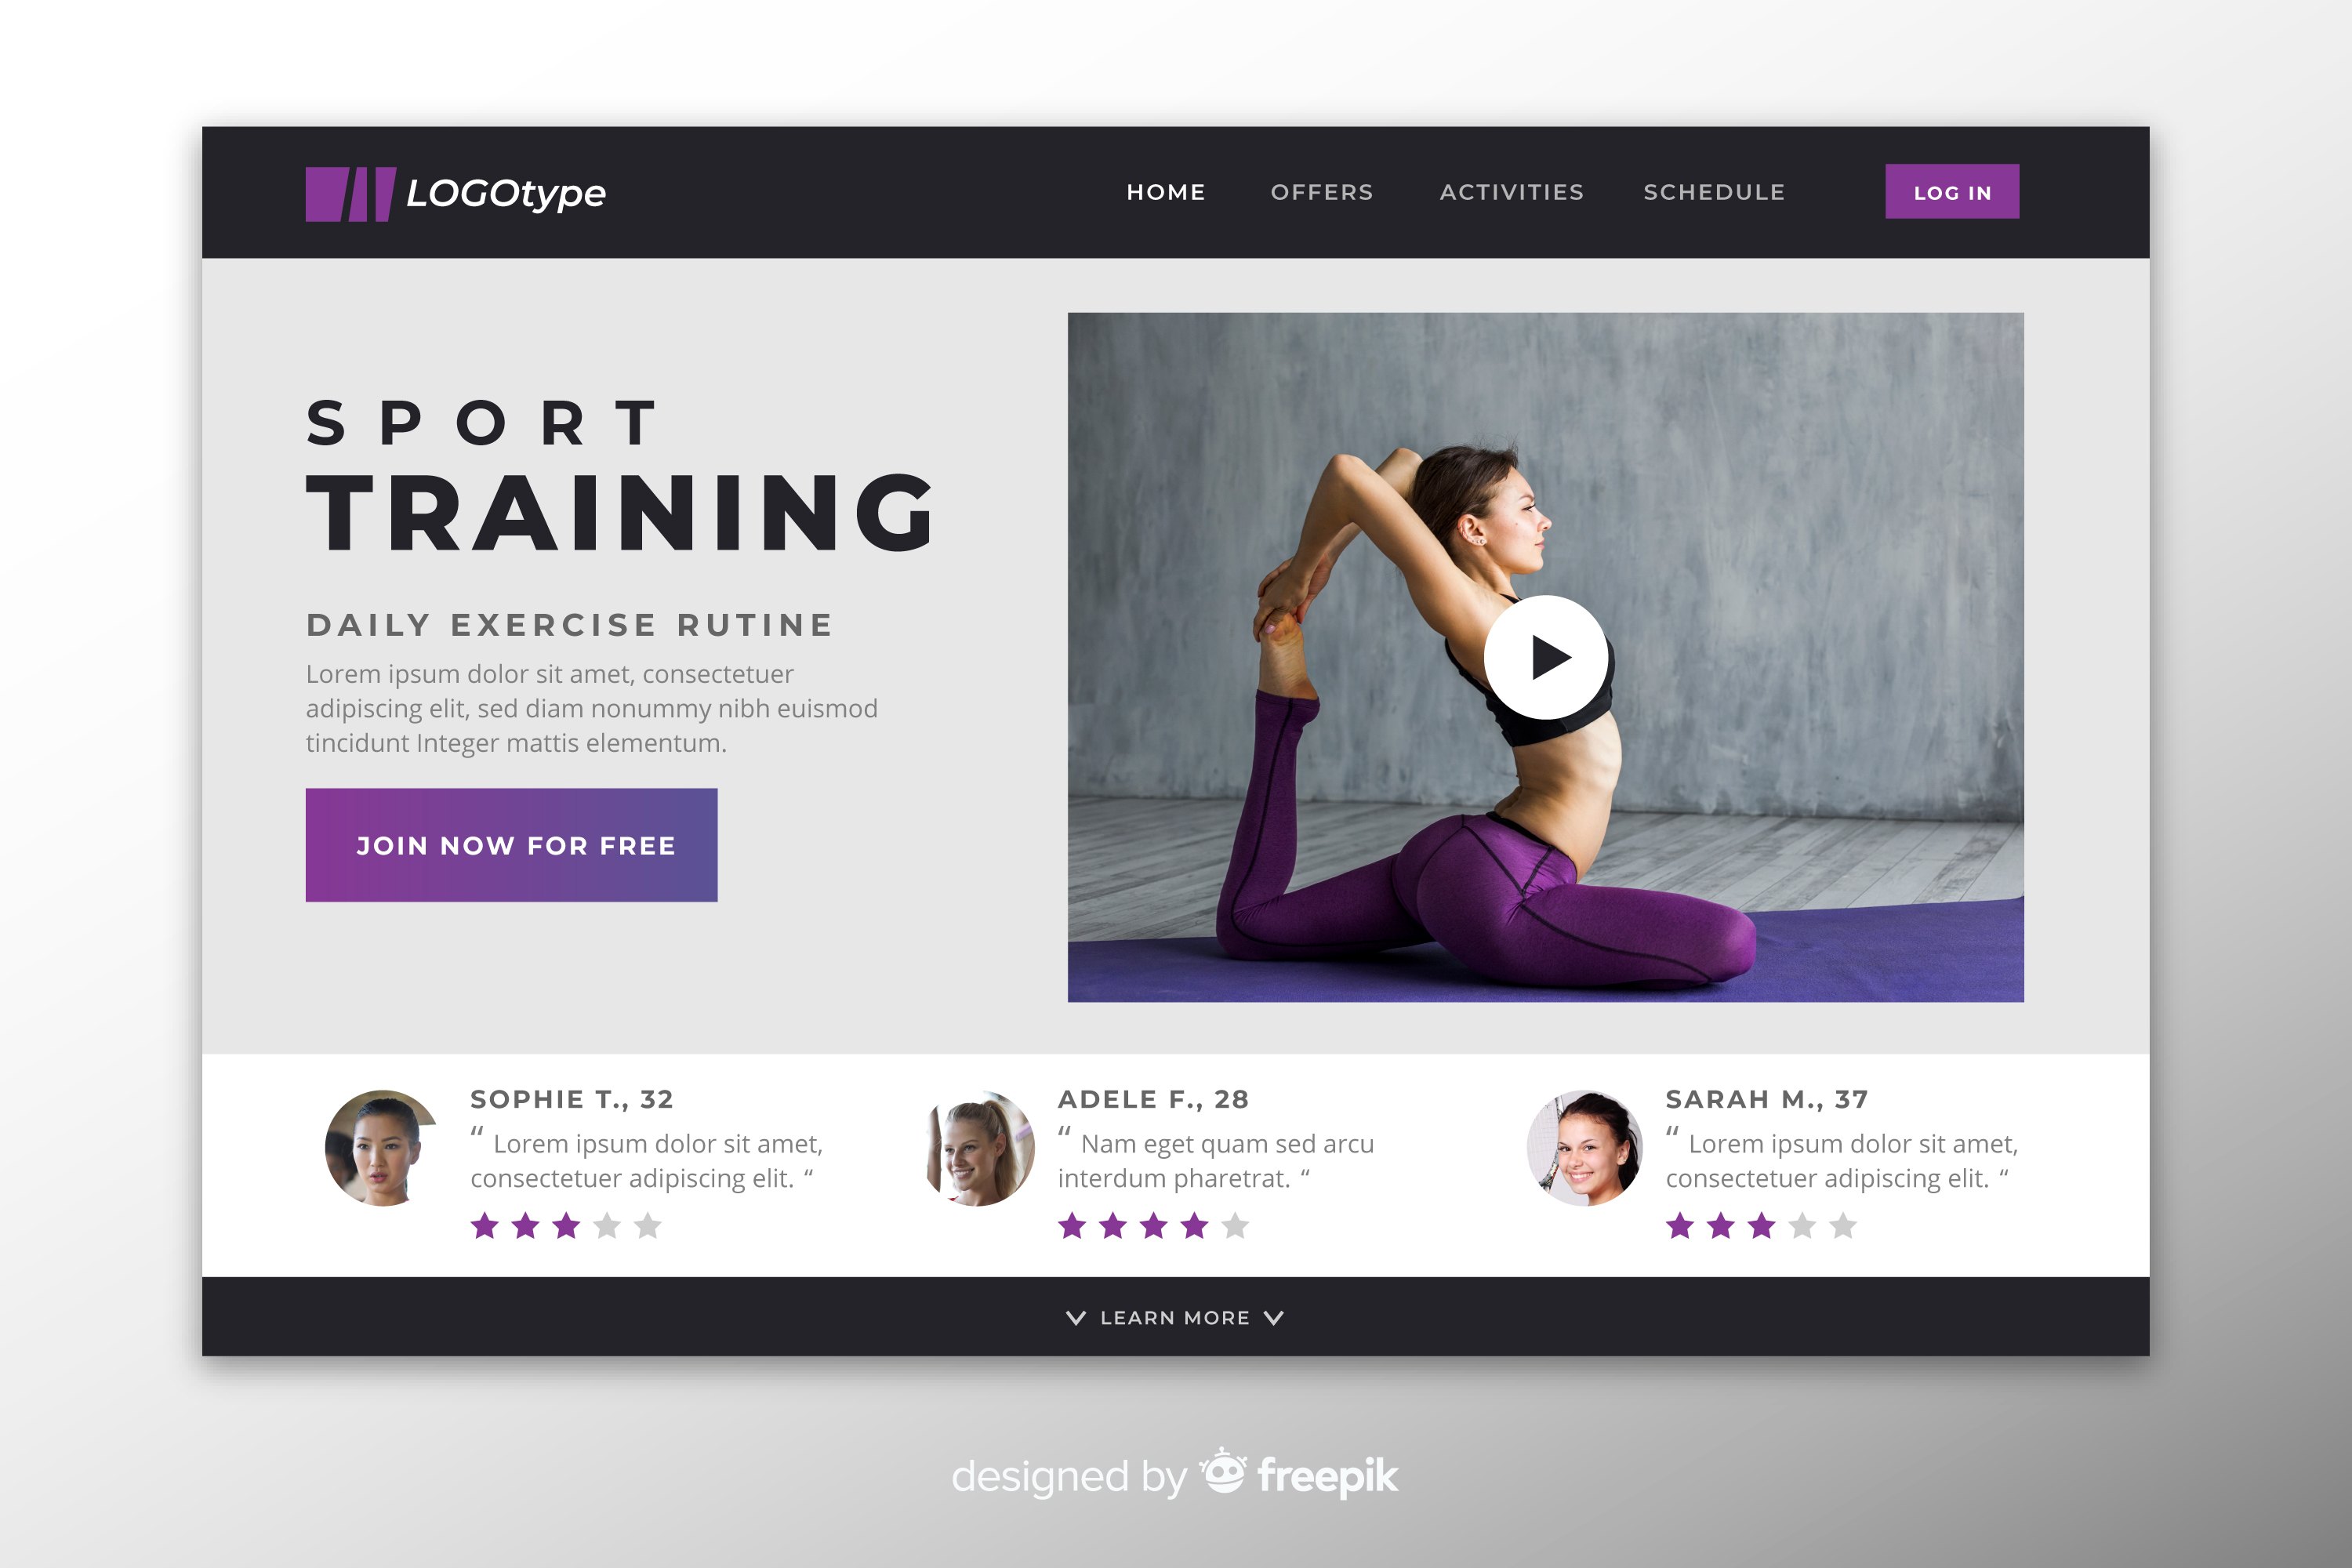 LOGOtype
HOME OFFERS ACTIVITIES SCHEDULE LOG IN
SPORT
TRAINING
DAILY EXERCISE RUTINE
Lorem ipsum dolor sit amet, consectetuer
adipiscing elit, sed diam nonummy nibh euismod
tincidunt Integer mattis elementum.
JOIN NOW FOR FREE
SOPHIE T., 32
“ Lorem ipsum dolor sit amet,
consectetuer adipiscing elit. “
ADELE F., 28
“ Nam eget quam sed arcu
interdum pharetrat. “
SARAH M., 37
“ Lorem ipsum dolor sit amet,
consectetuer adipiscing elit. “
LEARN MORE
designed by freepik